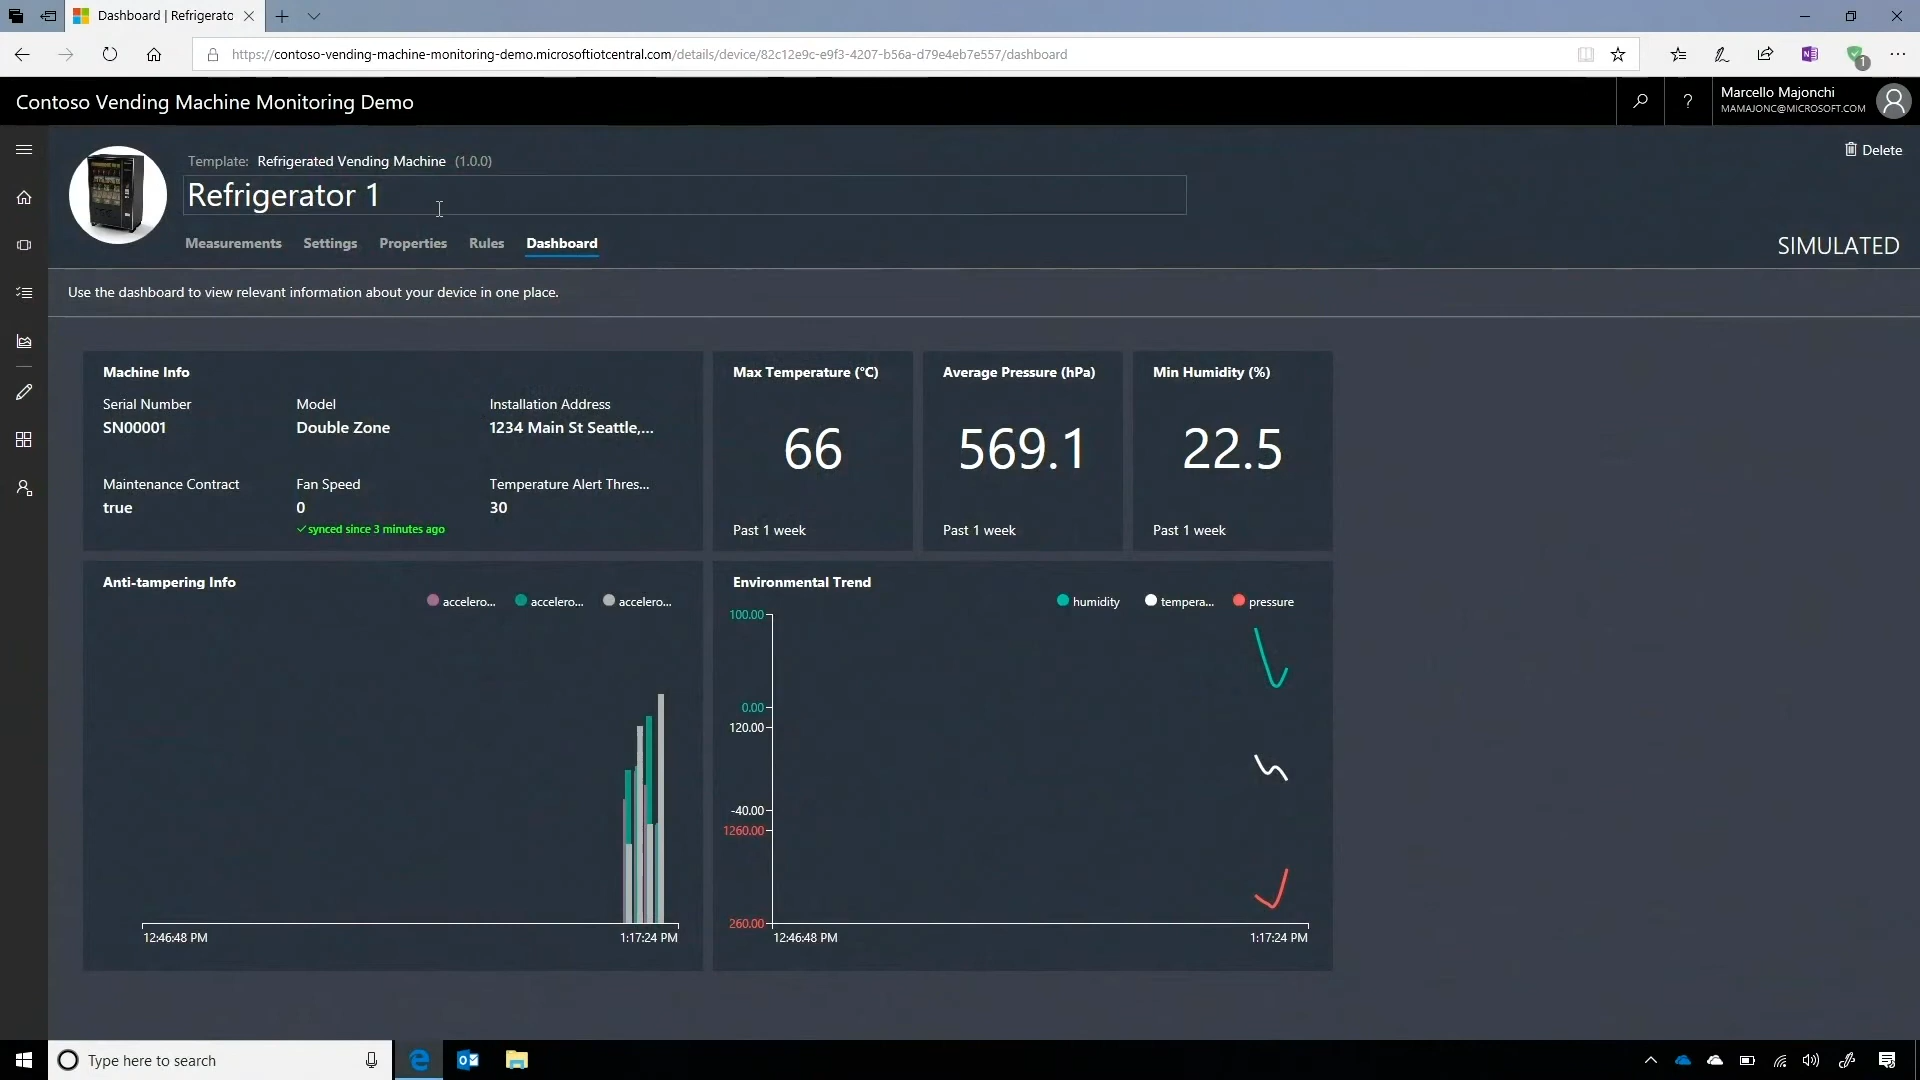 Dashboard | Refrigerato
https://contoso-vending-machine-monitoring-demo.microsoftiotcentral.com/details/device/82c12e9c-e9f3-4207-b56a-d79e4eb7e557/dashboard
1
Contoso Vending Machine Monitoring Demo
?
Marcello Majonchi
MAMAJONC@MICROSOFT.COM
Template: Refrigerated Vending Machine (1.0.0)
Delete
Refrigerator 1
Measurements Settings Properties Rules Dashboard
SIMULATED
Use the dashboard to view relevant information about your device in one place.
Machine Info
Serial Number Model Installation Address
SN00001 Double Zone 1234 Main St Seattle,...
Maintenance Contract Fan Speed Temperature Alert Thres...
true 0 30
synced since 3 minutes ago
Max Temperature (°C)
66
Past 1 week
Average Pressure (hPa)
569.1
Past 1 week
Min Humidity (%)
22.5
Past 1 week
Anti-tampering Info
accelero... accelero... accelero...
12:46:48 PM 1:17:24 PM
Environmental Trend
humidity tempera... pressure
100.00
0.00
120.00
-40.00
1260.00
260.00
12:46:48 PM 1:17:24 PM
Type here to search